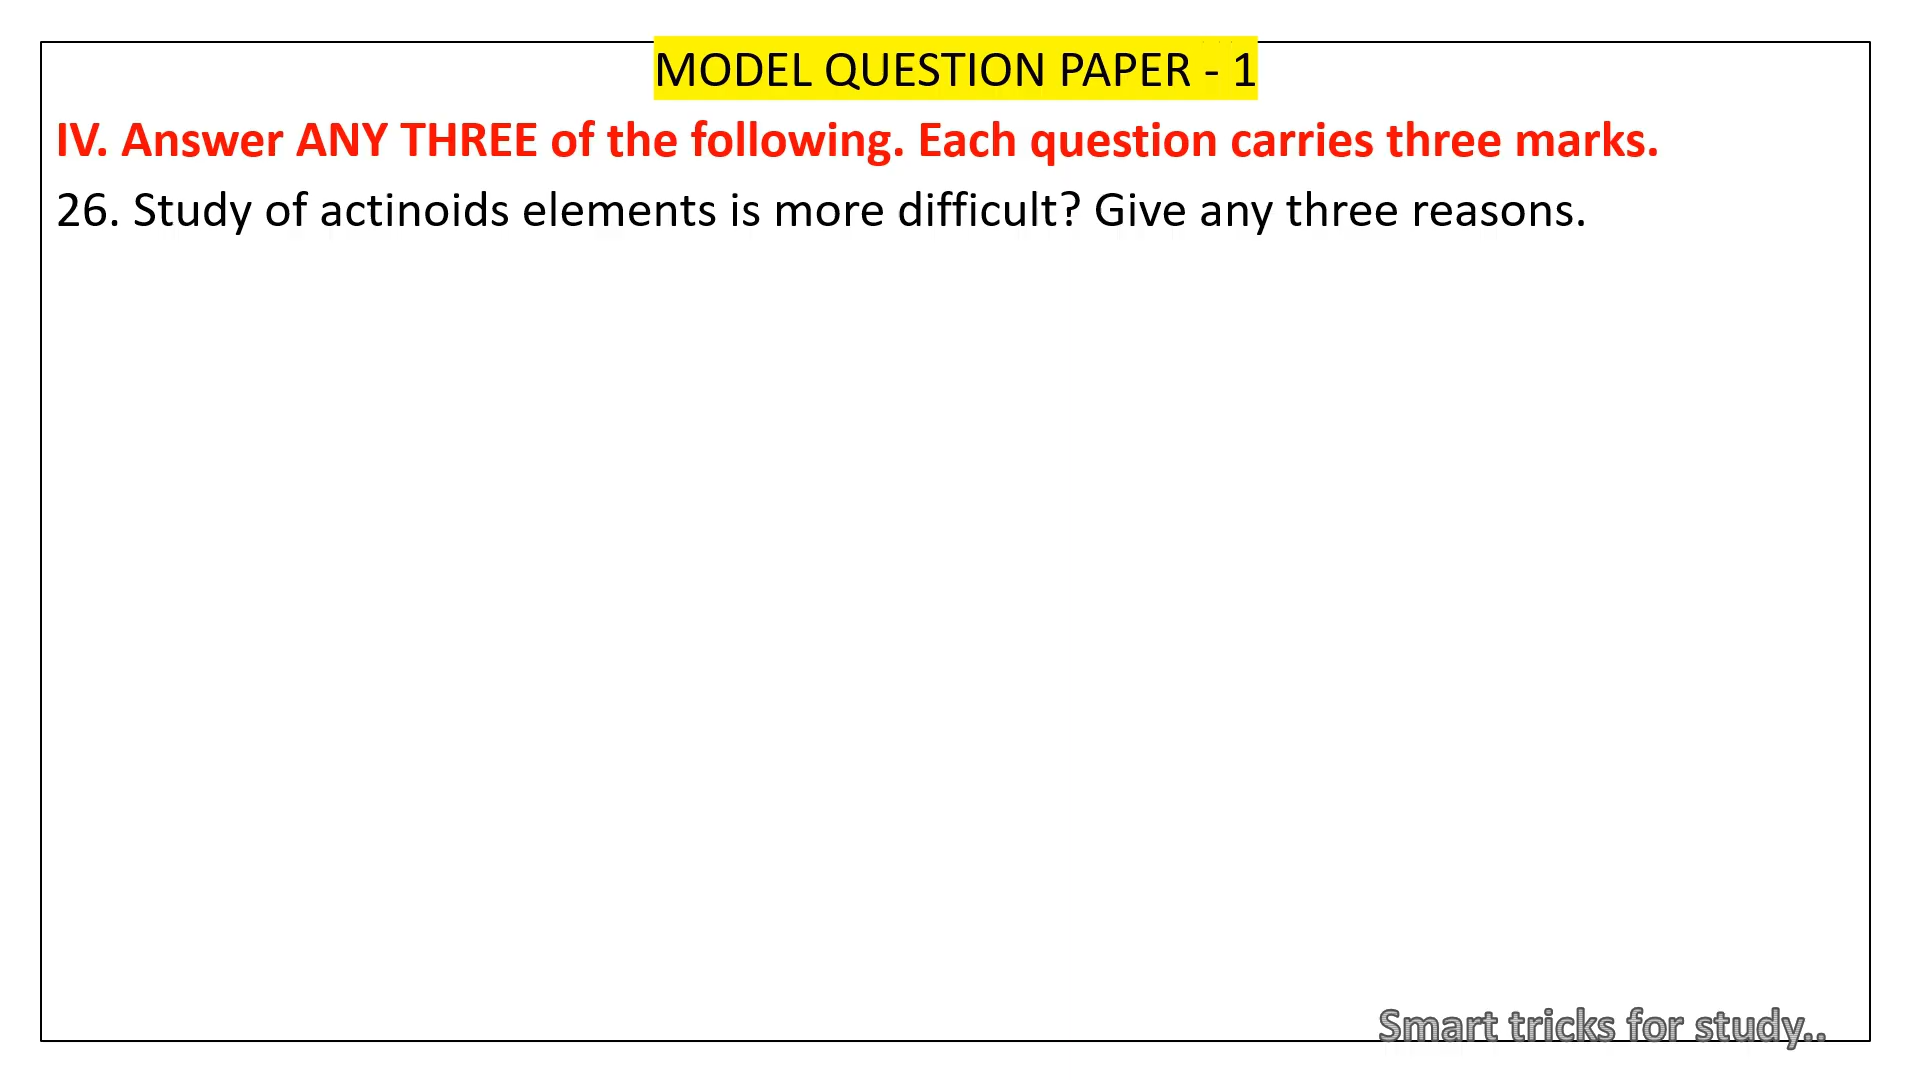 MODEL QUESTION PAPER - 1
IV. Answer ANY THREE of the following. Each question carries three marks.
26. Study of actinoids elements is more difficult? Give any three reasons.
Smart tricks for study..